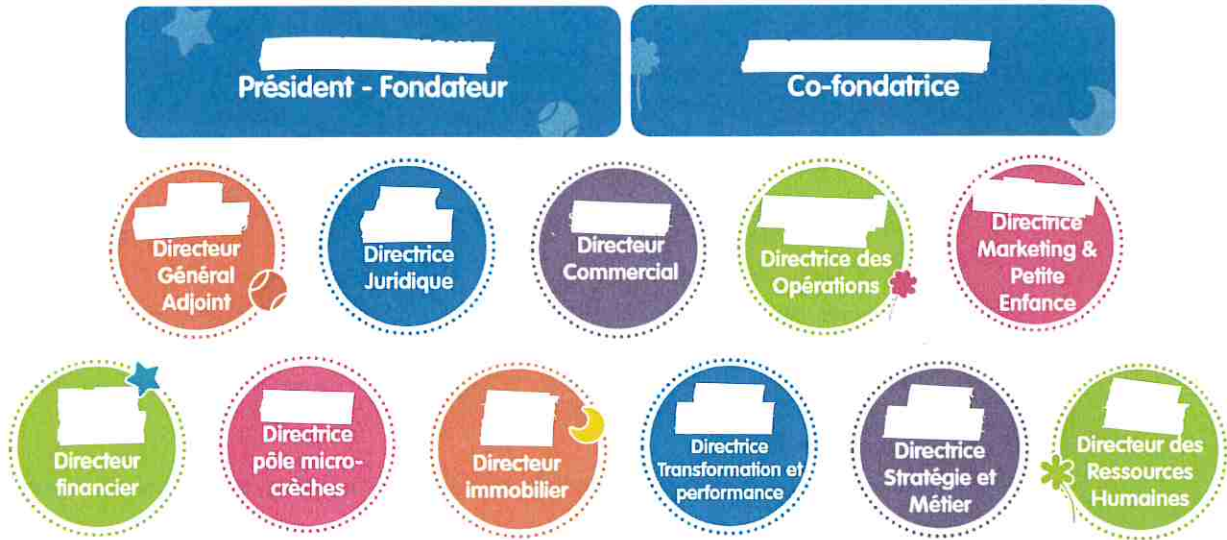 Président - Fondateur
Co-fondatrice
Directeur
Général
Adjoint
Directrice
Juridique
Directeur
Commercial
Directrice des
Opérations
Directrice
Marketing &
Petite
Enfance
Directeur
financier
Directrice
pôle micro-
crèches
Directeur
immobilier
Directrice
Transformation et
performance
Directrice
Stratégie et
Métier
Directeur des
Ressources
Humaines